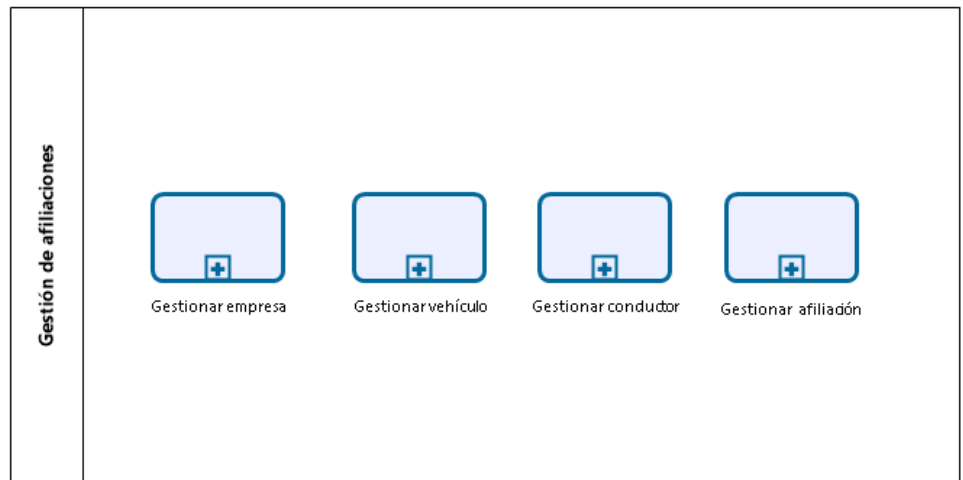 Gestión de afiliaciones
Gestionar empresa
Gestionar vehículo
Gestionar conductor
Gestionar afiliación